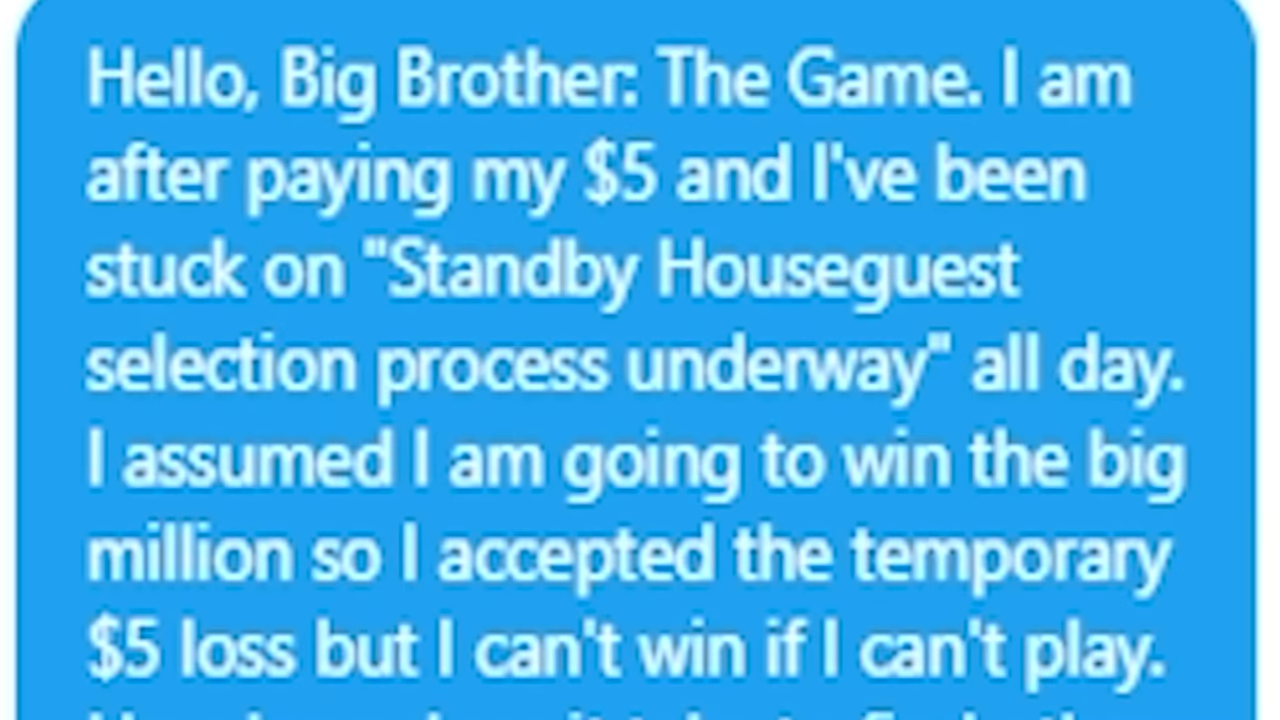 Hello, Big Brother: The Game. I am
after paying my $5 and I've been
stuck on "Standby Houseguest
selection process underway" all day.
I assumed I am going to win the big
million so I accepted the temporary
$5 loss but I can't win if I can't play.